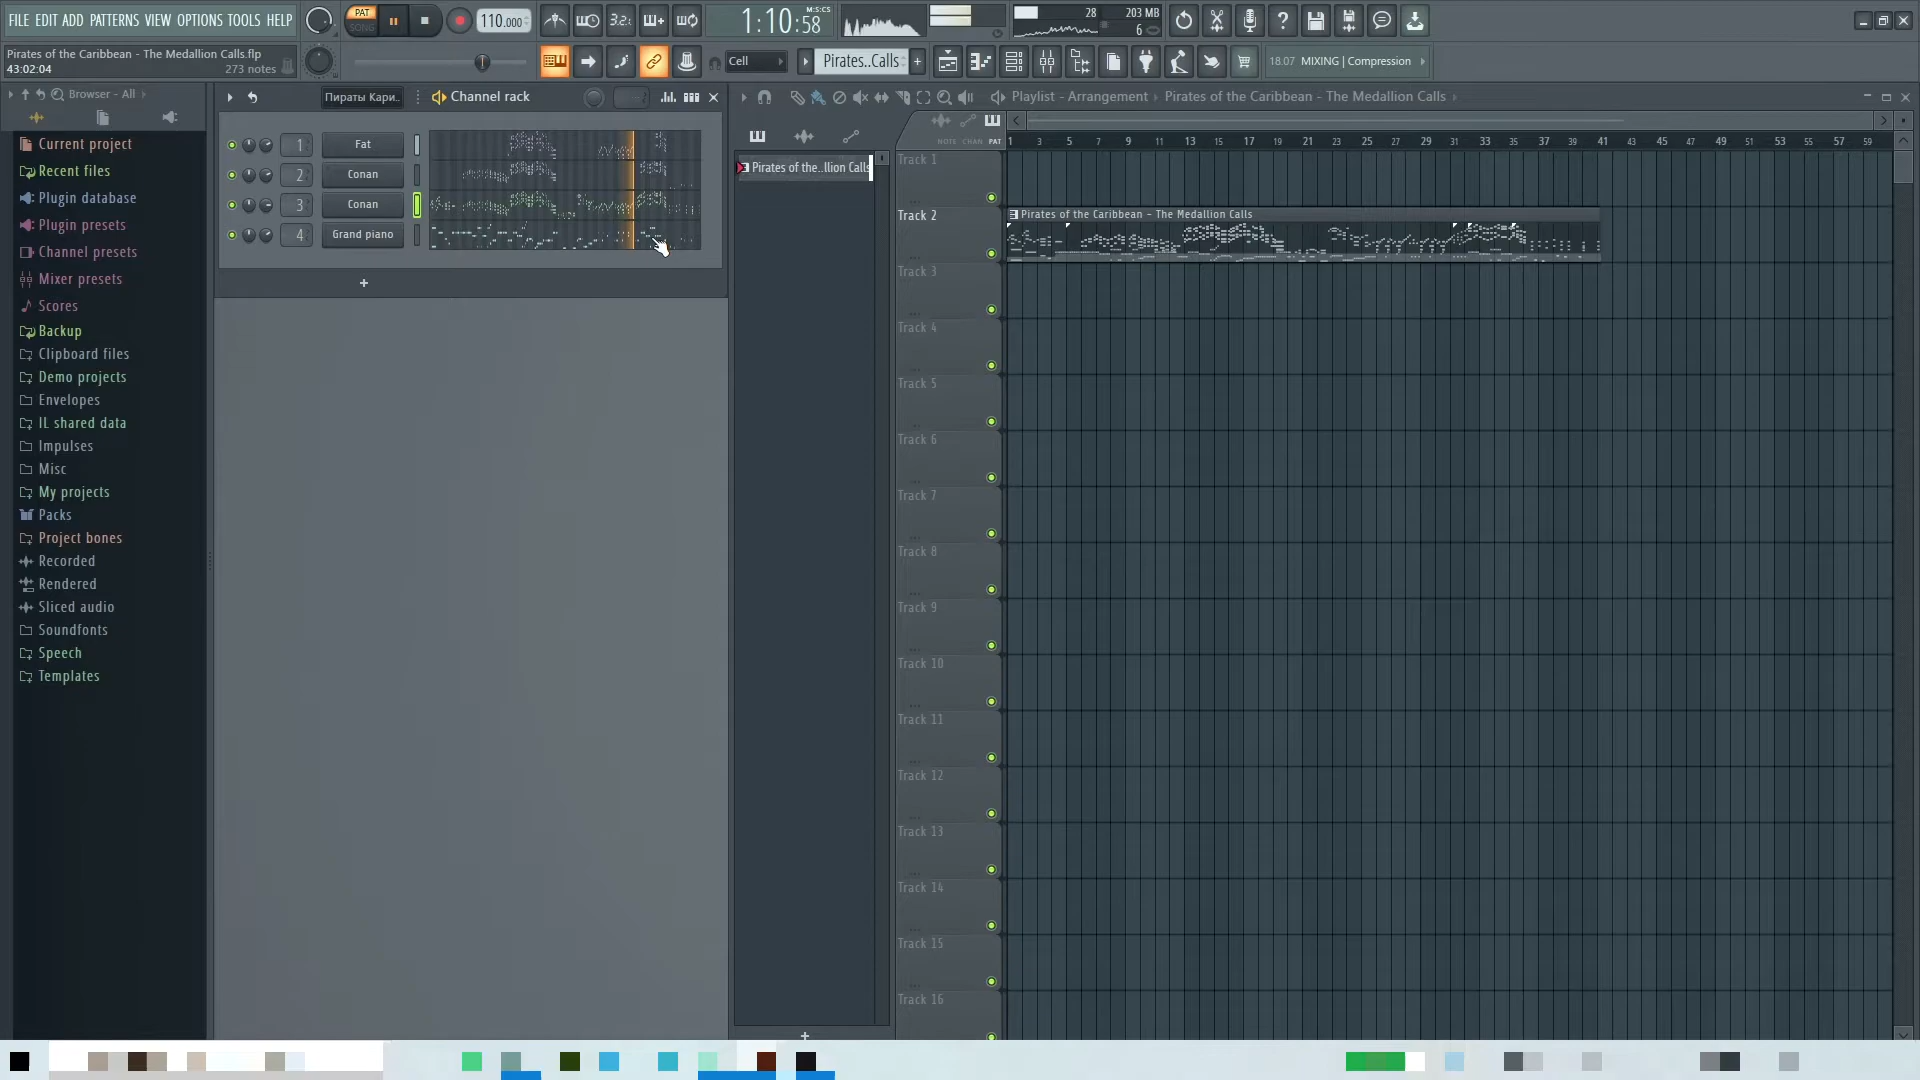 FILE EDIT ADD PATTERNS VIEW OPTIONS TOOLS HELP
PAT
SONG
110.000
3.2
1:10:58
M:S:CS
28
203 MB
6
Pirates of the Caribbean - The Medallion Calls.flp
43:02:04
273 notes
Cell
Pirates..Calls
18.07 MIXING | Compression
Browser - All
Current project
Recent files
Plugin database
Plugin presets
Channel presets
Mixer presets
Scores
Backup
Clipboard files
Demo projects
Envelopes
IL shared data
Impulses
Misc
My projects
Packs
Project bones
Recorded
Rendered
Sliced audio
Soundfonts
Speech
Templates
Пираты Кари..
Channel rack
1
Fat
2
Conan
3
Conan
4
Grand piano
Playlist - Arrangement › Pirates of the Caribbean - The Medallion Calls ›
Pirates of the..llion Calls
NOTE CHAN PAT
1 3 5 7 9 11 13 15 17 19 21 23 25 27 29 31 33 35 37 39 41 43 45 47 49 51 53 55 57 59
Track 1
Track 2
Pirates of the Caribbean - The Medallion Calls
Track 3
Track 4
Track 5
Track 6
Track 7
Track 8
Track 9
Track 10
Track 11
Track 12
Track 13
Track 14
Track 15
Track 16